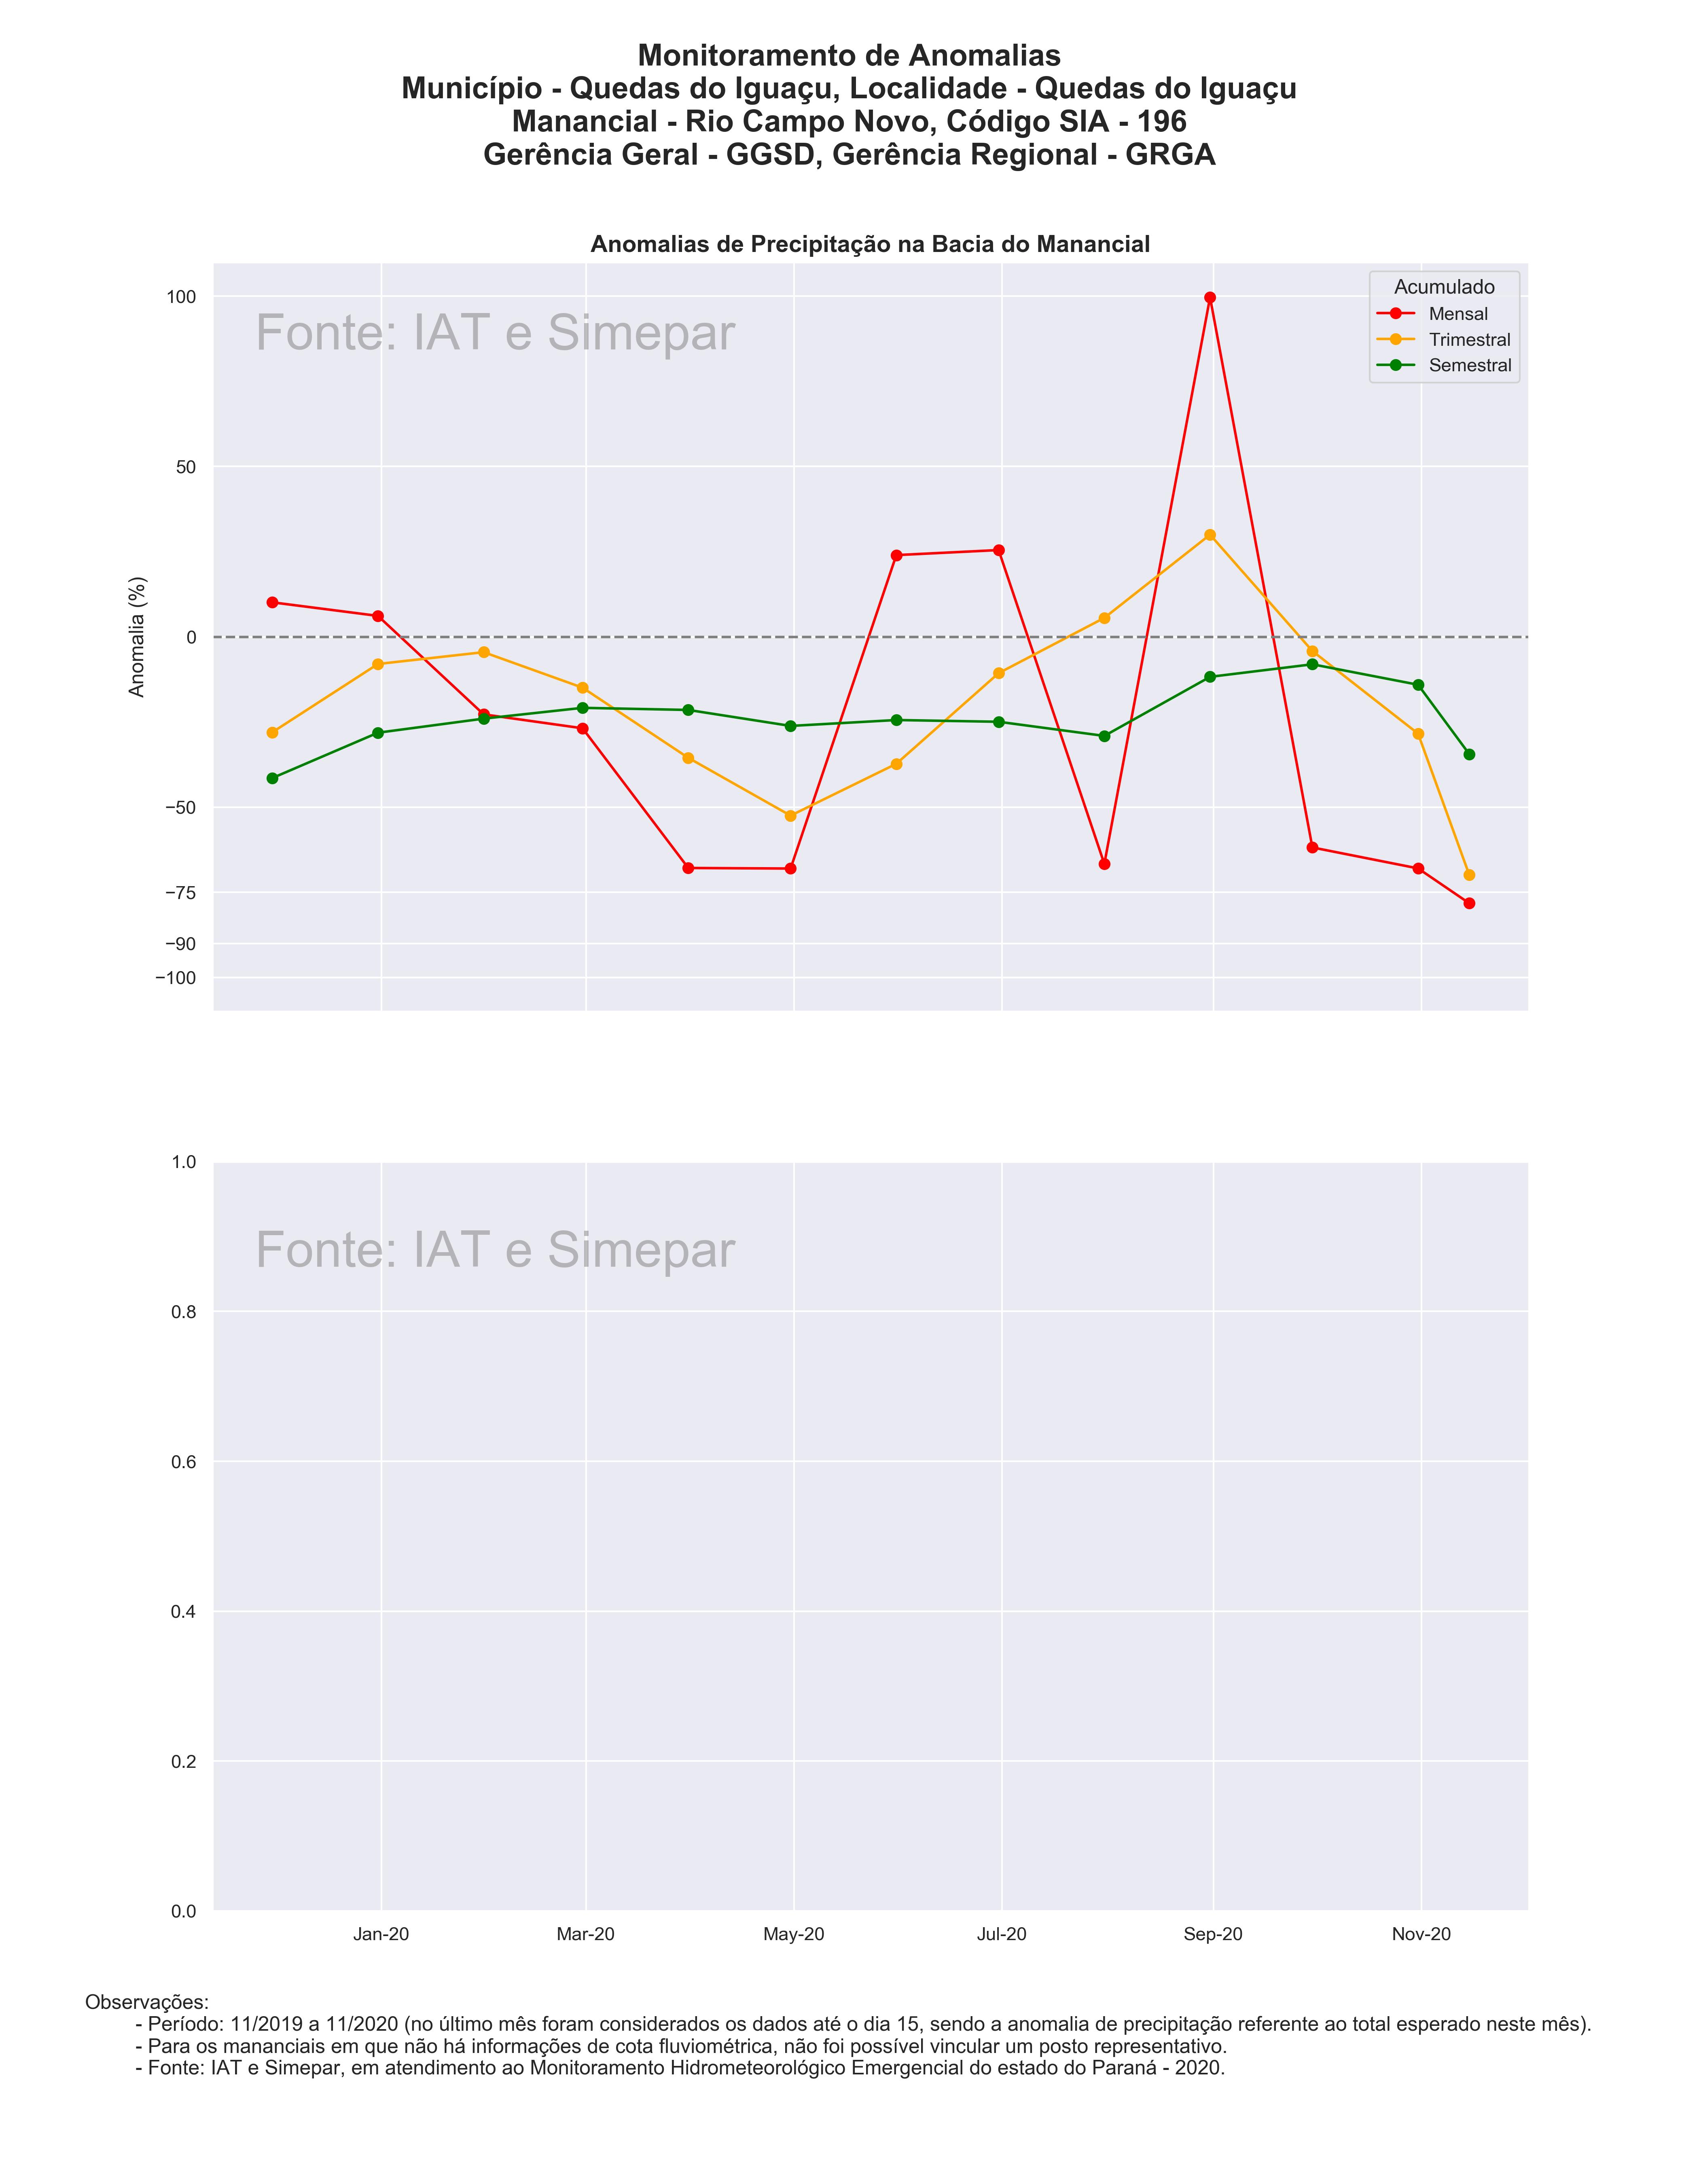 Monitoramento de Anomalias
Município - Quedas do Iguaçu, Localidade - Quedas do Iguaçu
Manancial - Rio Campo Novo, Código SIA - 196
Gerência Geral - GGSD, Gerência Regional - GRGA
Anomalias de Precipitação na Bacia do Manancial
Fonte: IAT e Simepar
Acumulado
Mensal
Trimestral
Semestral
Anomalia (%)
100
50
0
−50
−75
−90
−100
Fonte: IAT e Simepar
1.0
0.8
0.6
0.4
0.2
0.0
Jan-20 Mar-20 May-20 Jul-20 Sep-20 Nov-20
Observações:
- Período: 11/2019 a 11/2020 (no último mês foram considerados os dados até o dia 15, sendo a anomalia de precipitação referente ao total esperado neste mês).
- Para os mananciais em que não há informações de cota fluviométrica, não foi possível vincular um posto representativo.
- Fonte: IAT e Simepar, em atendimento ao Monitoramento Hidrometeorológico Emergencial do estado do Paraná - 2020.